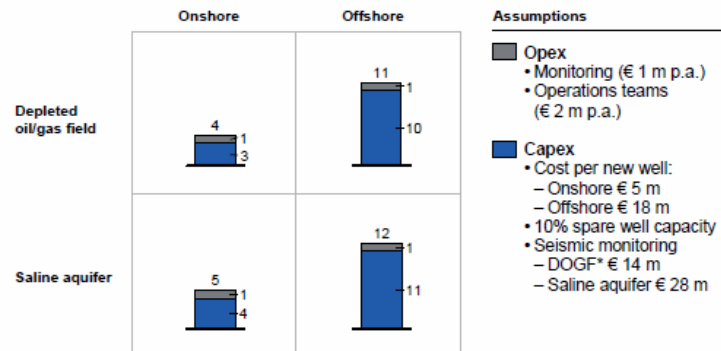 Onshore
Offshore
Assumptions
Depleted
oil/gas field
4
1
3
11
1
10
Opex
• Monitoring (€ 1 m p.a.)
• Operations teams
(€ 2 m p.a.)
Capex
• Cost per new well:
– Onshore € 5 m
– Offshore € 18 m
• 10% spare well capacity
• Seismic monitoring
– DOGF* € 14 m
– Saline aquifer € 28 m
Saline aquifer
5
1
4
12
1
11